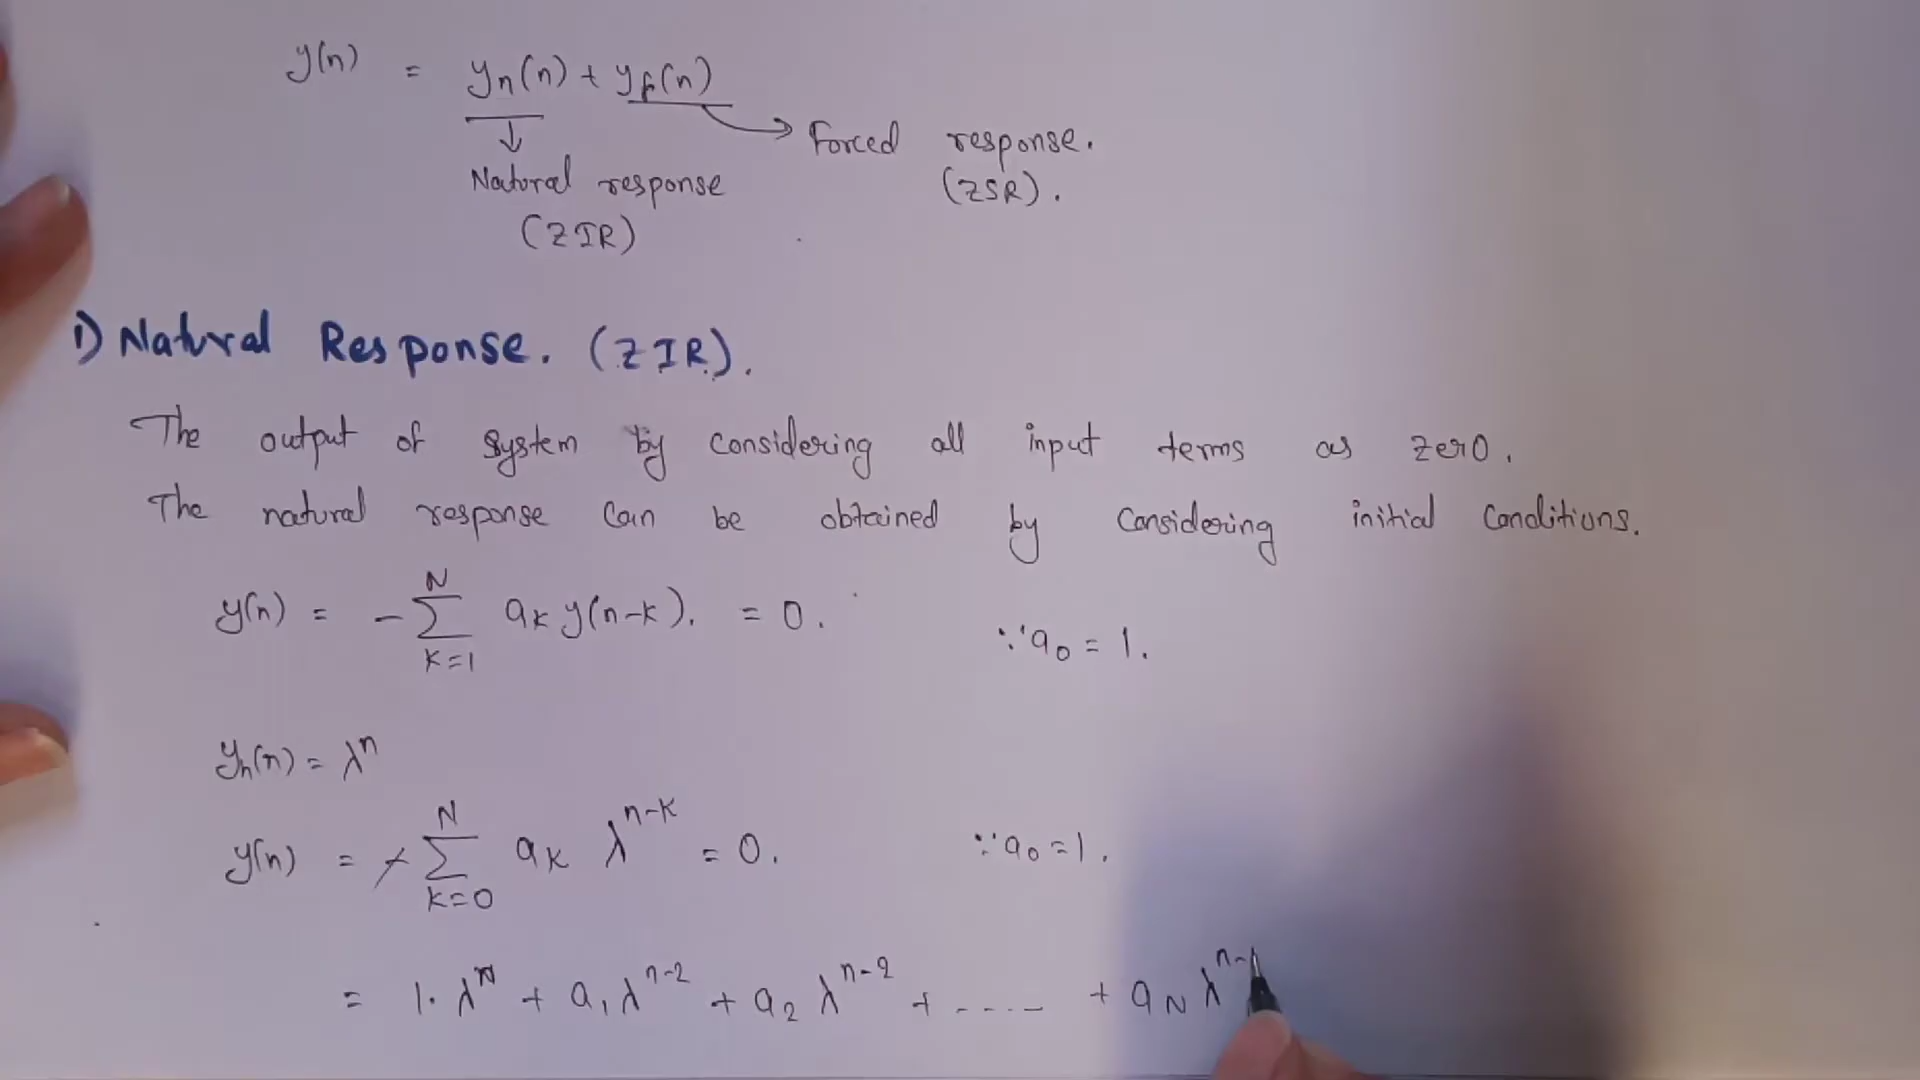 y(n) = yn(n) + yf(n)
→ Forced response.
↓
Natural response (ZSR).
(ZIR)
1) Natural Response. (ZIR).
The output of system by considering all input terms as zero.
The natural response can be obtained by considering initial conditions.
y(n) = - N∑k=1 aK y(n-K). = 0. ∵ a0 = 1.
yh(n) = λ^n
y(n) = N∑K=0 aK λ^n-K = 0. ∵ a0 = 1.
= 1. λ^n + a1 λ^n-2 + a2 λ^n-2 + ---- + aN λ^n-